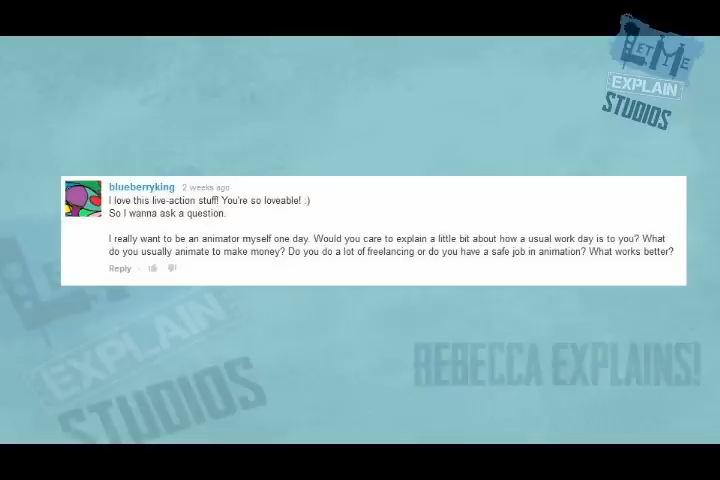 LET ME
EXPLAIN
STUDIOS
blueberryking 2 weeks ago
I love this live-action stuff! You're so loveable! :)
So I wanna ask a question.
I really want to be an animator myself one day. Would you care to explain a little bit about how a usual work day is to you? What
do you usually animate to make money? Do you do a lot of freelancing or do you have a safe job in animation? What works better?
Reply
EXPLAIN
STUDIOS
REBECCA EXPLAINS!